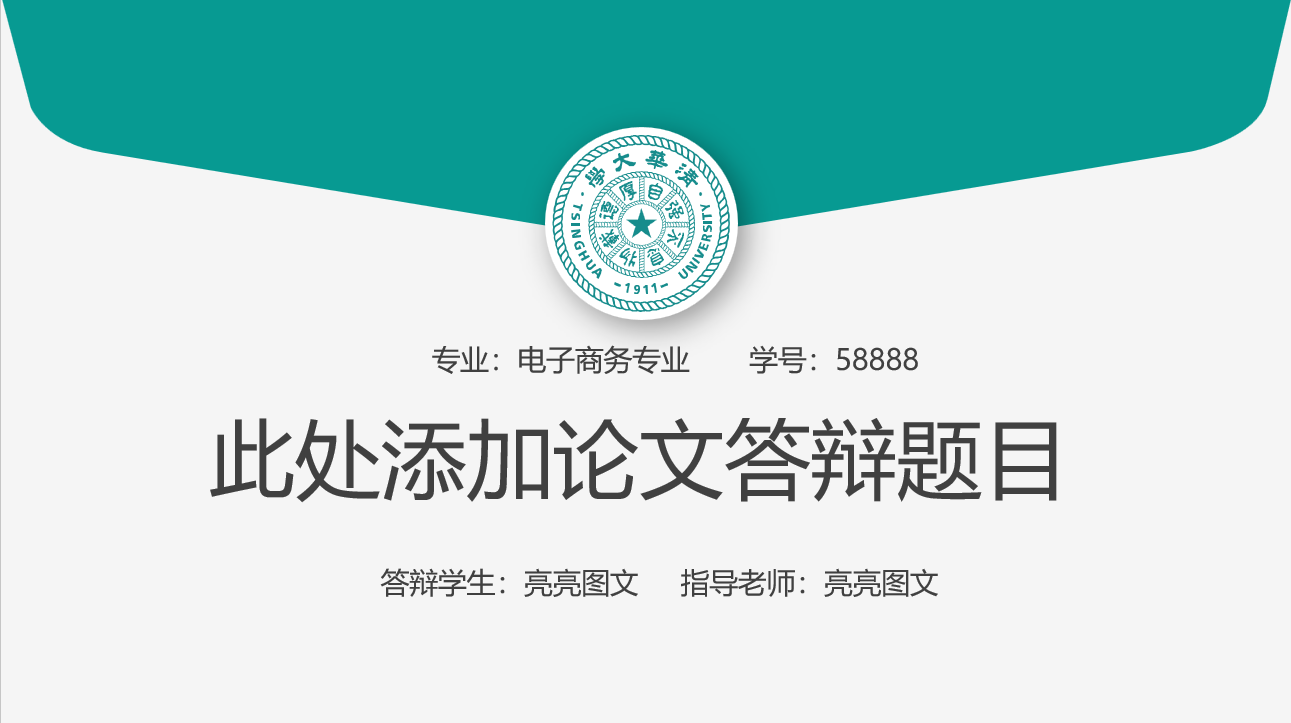 清華大學
自强不息
厚德载物
TSINGHUA UNIVERSITY
-1911-
专业：电子商务专业 学号：58888
此处添加论文答辩题目
答辩学生：亮亮图文 指导老师：亮亮图文